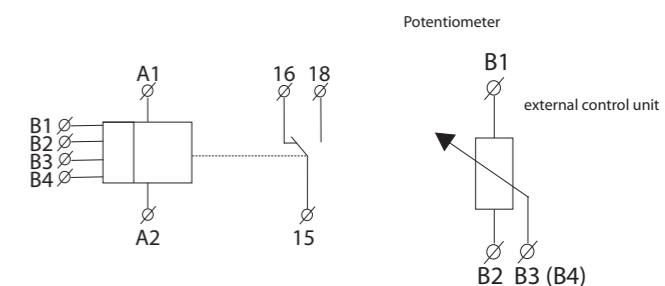 Potentiometer
A1
16 18
B1
B2
B3
B4
A2
15
B1
external control unit
B2 B3 (B4)